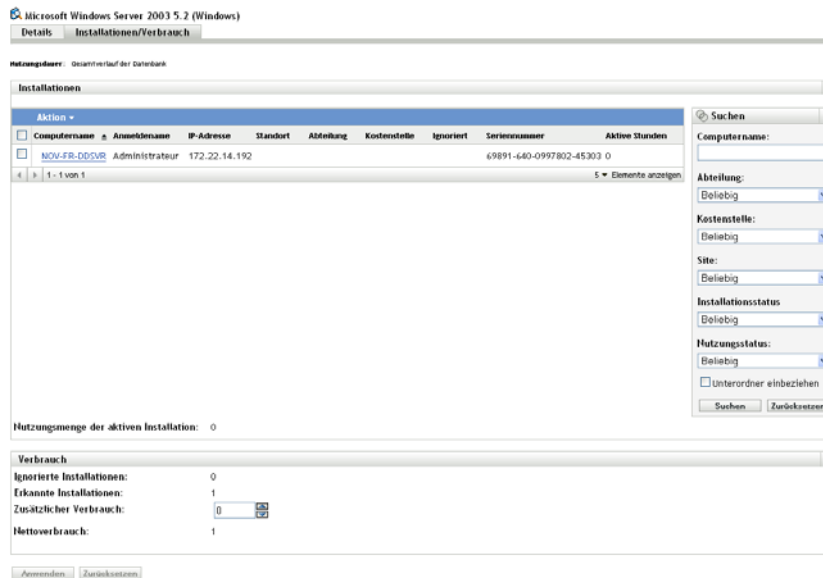 Microsoft Windows Server 2003 5.2 (Windows)
Details Installationen/Verbrauch
Nutzungsdauer: Gesamtverlauf der Datenbank
Installationen
Aktion
Computername Anmeldename IP-Adresse Standort Abteilung Kostenstelle Ignoriert Seriennummer Aktive Stunden
NOV-FR-DDSVR Administrateur 172.22.14.192 69891-640-0997802-45303 0
1 - 1 von 1 5 Elemente anzeigen
Nutzungsmenge der aktiven Installation: 0
Suchen
Computername:
Abteilung:
Beliebig
Kostenstelle:
Beliebig
Site:
Beliebig
Installationsstatus
Beliebig
Nutzungsstatus:
Beliebig
Unterordner einbeziehen
Suchen Zurücksetzen
Verbrauch
Ignorierte Installationen: 0
Erkannte Installationen: 1
Zusätzlicher Verbrauch: 0
Nettoverbrauch: 1
Anwenden Zurücksetzen